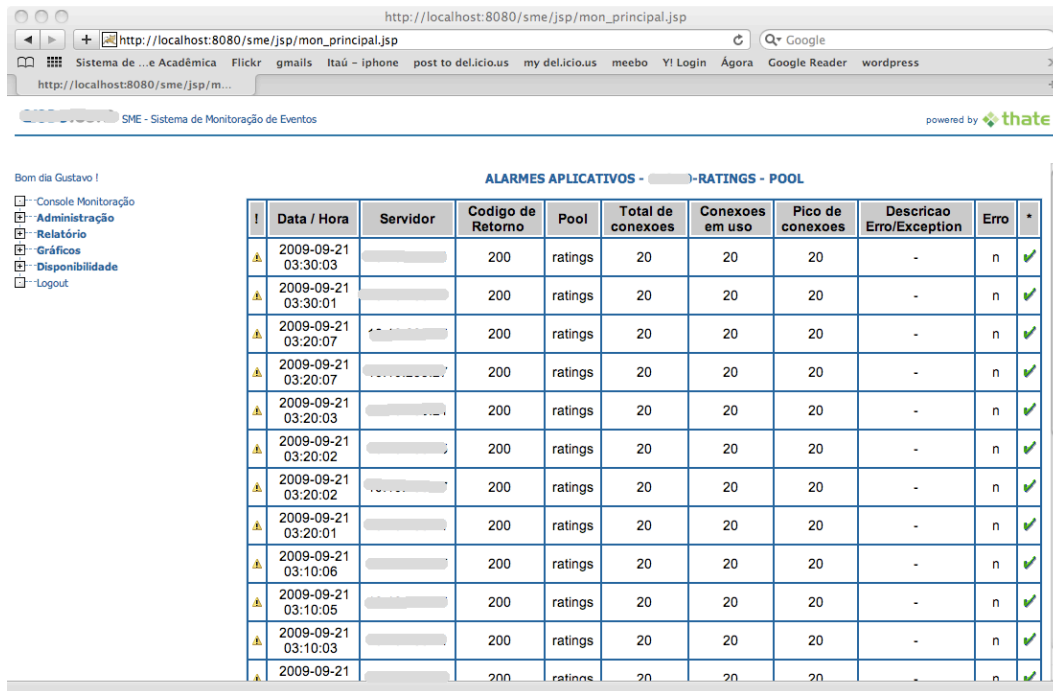 http://localhost:8080/sme/jsp/mon_principal.jsp
http://localhost:8080/sme/jsp/mon_principal.jsp
Google
Sistema de ...e Acadêmica Flickr gmails Itaú - iphone post to del.icio.us my del.icio.us meebo Y! Login Ágora Google Reader wordpress
http://localhost:8080/sme/jsp/m...
SME - Sistema de Monitoração de Eventos
powered by thate
Bom dia Gustavo !
Console Monitoração
Administração
Relatório
Gráficos
Disponibilidade
Logout
ALARMES APLICATIVOS - -RATINGS - POOL
! Data / Hora Servidor Codigo de Retorno Pool Total de conexoes Conexoes em uso Pico de conexoes Descricao Erro/Exception Erro *
2009-09-21 03:30:03 200 ratings 20 20 20 - n
2009-09-21 03:30:01 200 ratings 20 20 20 - n
2009-09-21 03:20:07 200 ratings 20 20 20 - n
2009-09-21 03:20:07 200 ratings 20 20 20 - n
2009-09-21 03:20:03 200 ratings 20 20 20 - n
2009-09-21 03:20:02 200 ratings 20 20 20 - n
2009-09-21 03:20:02 200 ratings 20 20 20 - n
2009-09-21 03:20:01 200 ratings 20 20 20 - n
2009-09-21 03:10:06 200 ratings 20 20 20 - n
2009-09-21 03:10:05 200 ratings 20 20 20 - n
2009-09-21 03:10:03 200 ratings 20 20 20 - n
2009-09-21 200 ratings 20 20 20 - n